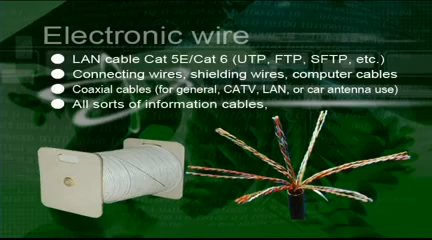 Electronic wire
LAN cable Cat 5E/Cat 6 (UTP, FTP, SFTP, etc.)
Connecting wires, shielding wires, computer cables
Coaxial cables (for general, CATV, LAN, or car antenna use)
All sorts of information cables,